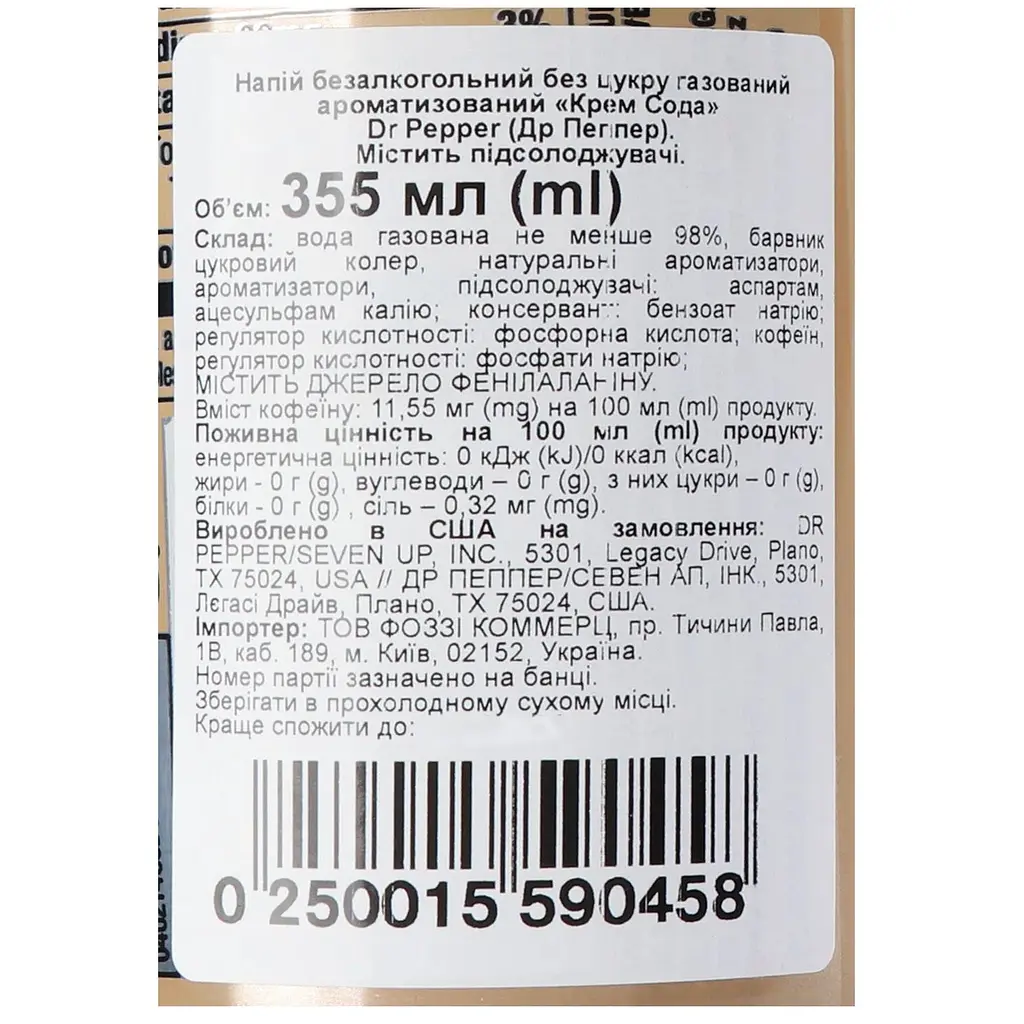 Напій безалкогольний без цукру газований
ароматизований «Крем Сода»
Dr Pepper (Др Пеппер).
Містить підсолоджувачі.
Об'єм: 355 мл (ml)
Склад: вода газована не менше 98%, барвник
цукровий колер, натуральні ароматизатори,
ароматизатори, підсолоджувачі: аспартам,
ацесульфам калію; консервант: бензоат натрію;
регулятор кислотності: фосфорна кислота; кофеїн,
регулятор кислотності: фосфати натрію;
МІСТИТЬ ДЖЕРЕЛО ФЕНІЛАЛАНІНУ.
Вміст кофеїну: 11,55 мг (mg) на 100 мл (ml) продукту.
Поживна цінність на 100 мл (ml) продукту:
енергетична цінність: 0 кДж (kJ)/0 ккал (kcal),
жири - 0 г (g), вуглеводи – 0 г (g), з них цукри – 0 г (g),
білки - 0 г (g) , сіль – 0,32 мг (mg).
Вироблено в США на замовлення: DR
PEPPER/SEVEN UP, INC., 5301, Legacy Drive, Plano,
TX 75024, USA // ДР ПЕППЕР/СЕВЕН АП, ІНК., 5301,
Лєгасі Драйв, Плано, TX 75024, США.
Імпортер: ТОВ ФОЗЗІ КОММЕРЦ, пр. Тичини Павла,
1В, каб. 189, м. Київ, 02152, Україна.
Номер партії зазначено на банці.
Зберігати в прохолодному сухому місці.
Краще спожити до:
0 250015 590458